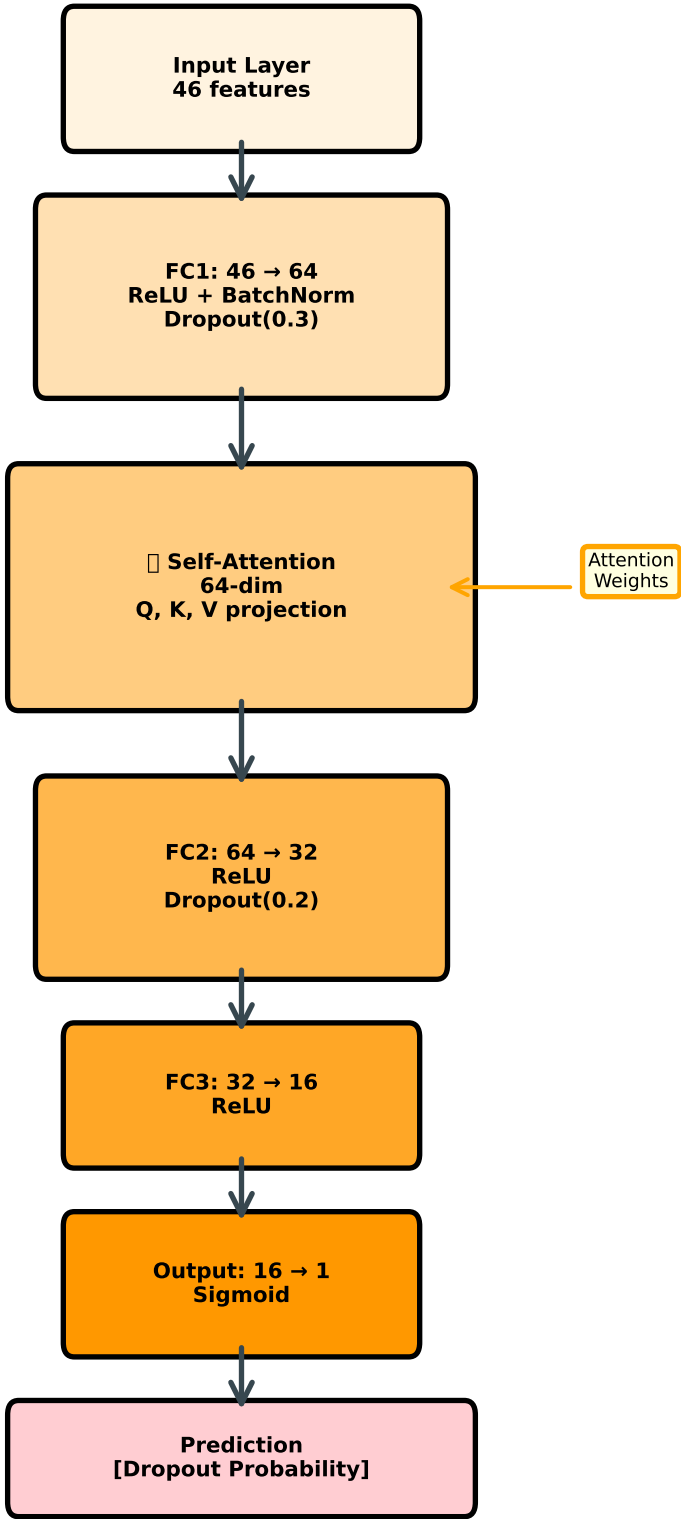 Input Layer
46 features
FC1: 46 → 64
ReLU + BatchNorm
Dropout(0.3)
Self-Attention
64-dim
Q, K, V projection
Attention
Weights
FC2: 64 → 32
ReLU
Dropout(0.2)
FC3: 32 → 16
ReLU
Output: 16 → 1
Sigmoid
Prediction
[Dropout Probability]